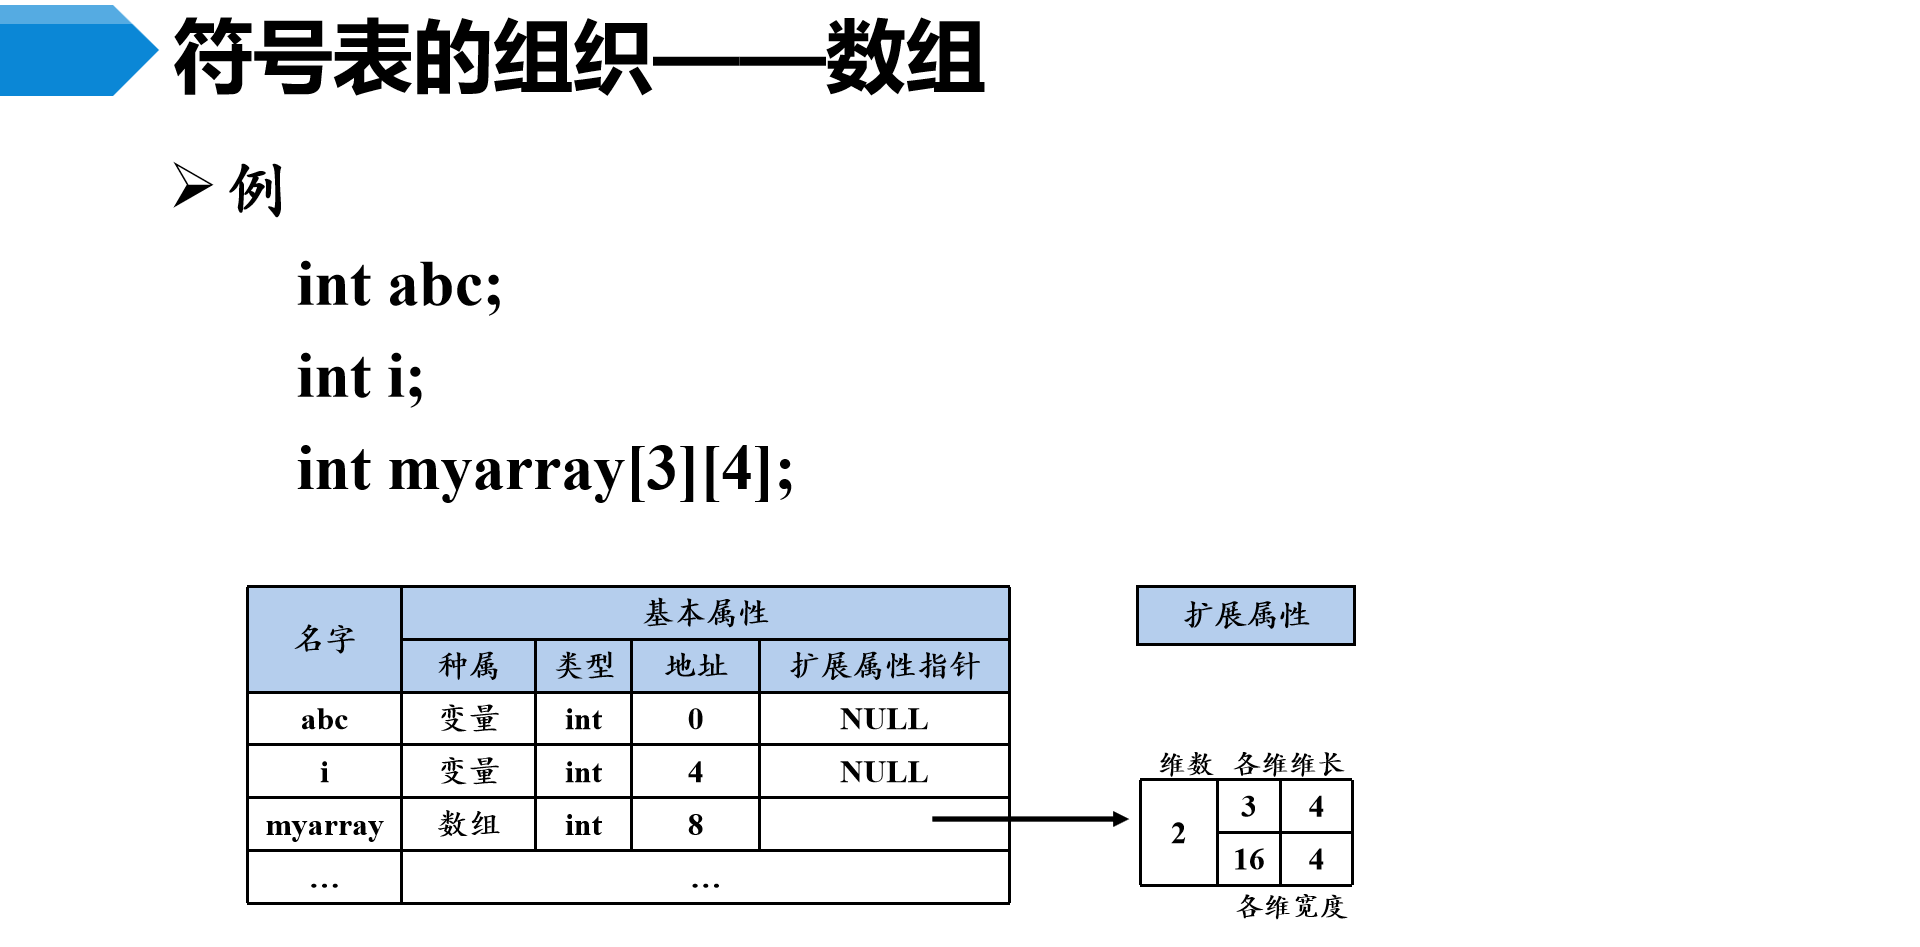 符号表的组织——数组
例
int abc;
int i;
int myarray[3][4];
名字 基本属性 扩展属性
种属 类型 地址 扩展属性指针
abc 变量 int 0 NULL
i 变量 int 4 NULL
维数 各维维长
myarray 数组 int 8
2 3 4
16 4
... ...
各维宽度